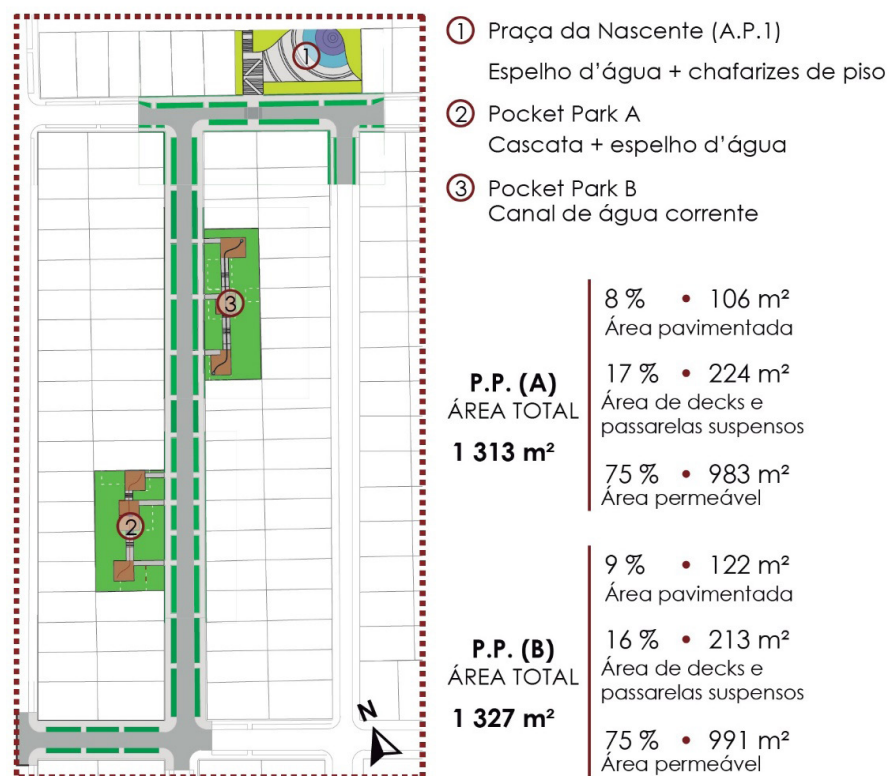 1 Praça da Nascente (A.P.1)
Espelho d'água + chafarizes de piso
2 Pocket Park A
Cascata + espelho d'água
3 Pocket Park B
Canal de água corrente
1
3
2
N
P.P. (A)
ÁREA TOTAL
1 313 m²
8 % • 106 m²
Área pavimentada
17 % • 224 m²
Área de decks e
passarelas suspensos
75 % • 983 m²
Área permeável
P.P. (B)
ÁREA TOTAL
1 327 m²
9 % • 122 m²
Área pavimentada
16 % • 213 m²
Área de decks e
passarelas suspensos
75 % • 991 m²
Área permeável